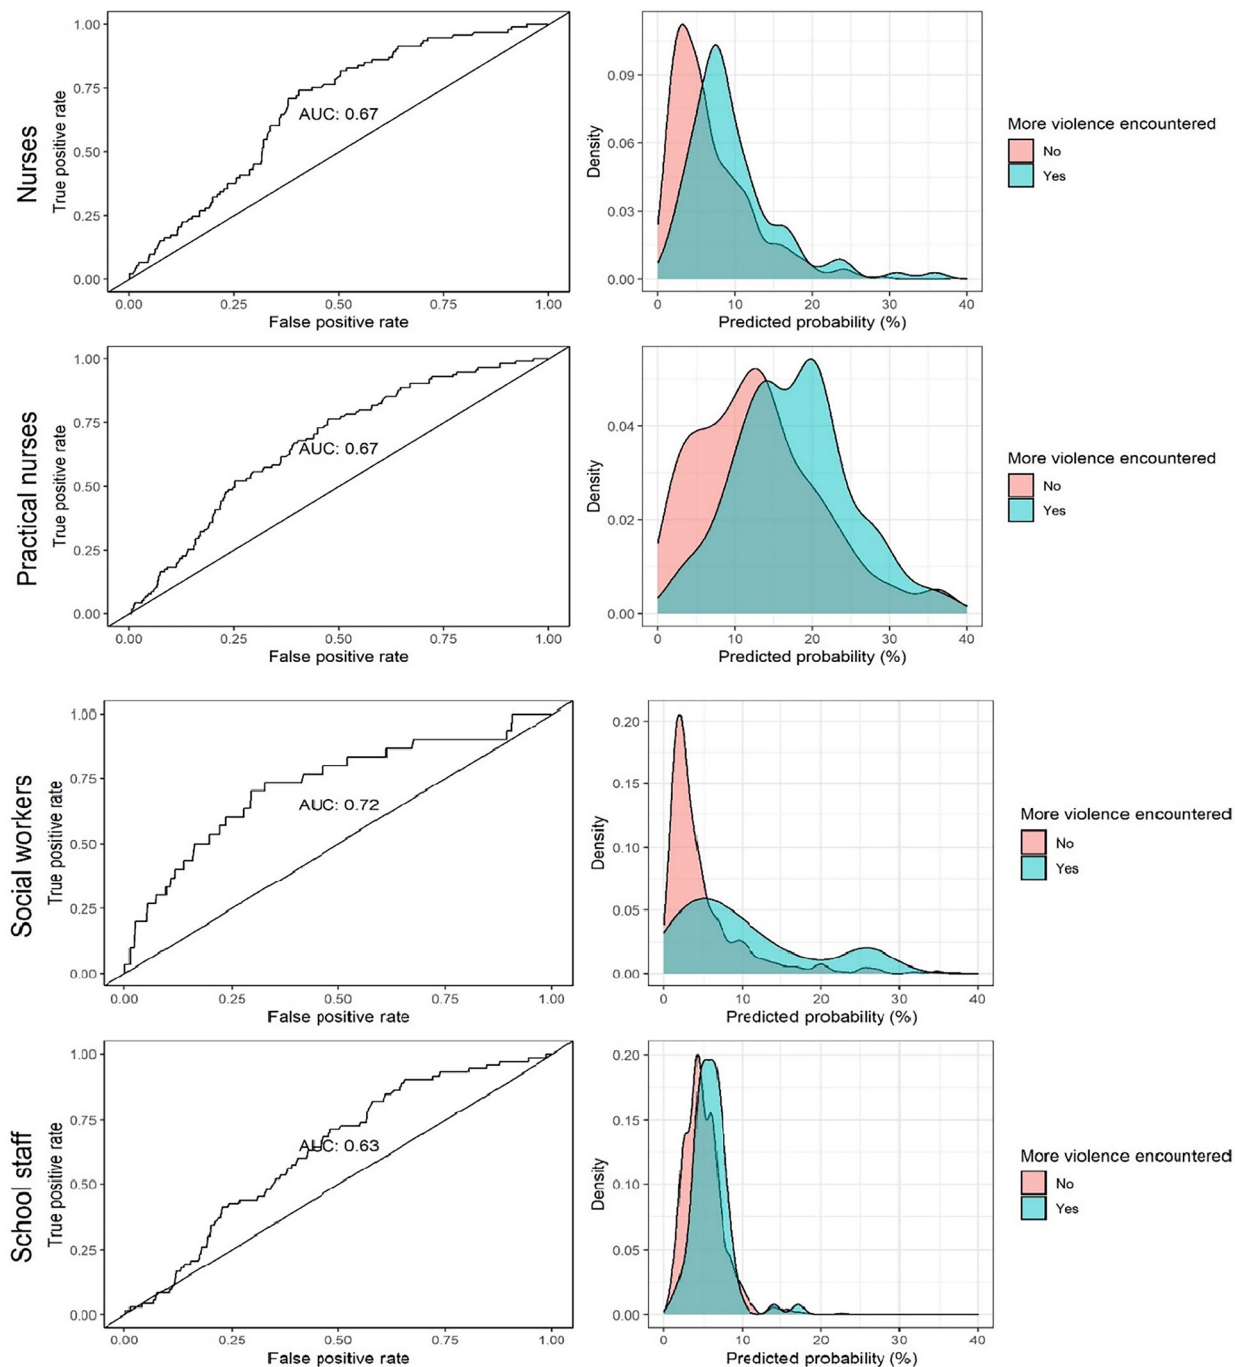 Nurses
True positive rate
1.00
0.75
0.50
0.25
0.00
AUC: 0.67
0.00 0.25 0.50 0.75 1.00
False positive rate
Density
0.09
0.06
0.03
0.00
0 10 20 30 40
Predicted probability (%)
More violence encountered
No
Yes
Practical nurses
True positive rate
1.00
0.75
0.50
0.25
0.00
AUC: 0.67
0.00 0.25 0.50 0.75 1.00
False positive rate
Density
0.04
0.02
0.00
0 10 20 30 40
Predicted probability (%)
More violence encountered
No
Yes
Social workers
True positive rate
1.00
0.75
0.50
0.25
0.00
AUC: 0.72
0.00 0.25 0.50 0.75 1.00
False positive rate
Density
0.20
0.15
0.10
0.05
0.00
0 10 20 30 40
Predicted probability (%)
More violence encountered
No
Yes
School staff
True positive rate
1.00
0.75
0.50
0.25
0.00
AUC: 0.63
0.00 0.25 0.50 0.75 1.00
False positive rate
Density
0.20
0.15
0.10
0.05
0.00
0 10 20 30 40
Predicted probability (%)
More violence encountered
No
Yes